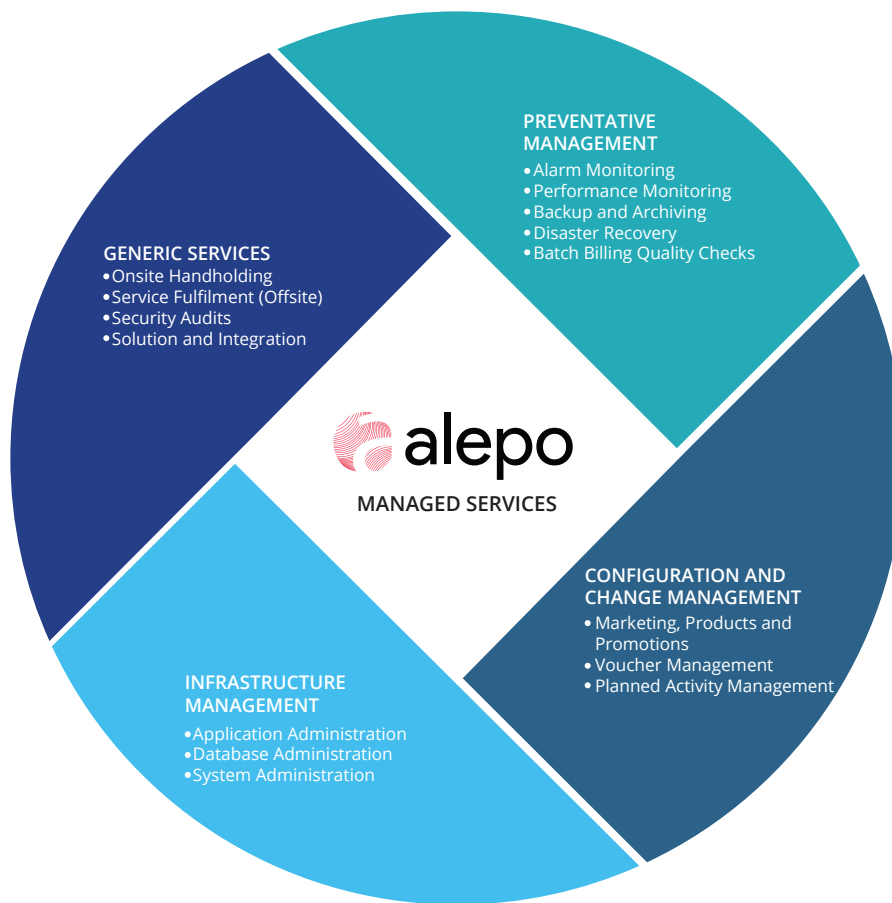 PREVENTATIVE
MANAGEMENT
•Alarm Monitoring
•Performance Monitoring
•Backup and Archiving
•Disaster Recovery
•Batch Billing Quality Checks
GENERIC SERVICES
•Onsite Handholding
•Service Fulfilment (Offsite)
•Security Audits
•Solution and Integration
alepo
MANAGED SERVICES
CONFIGURATION AND
CHANGE MANAGEMENT
• Marketing, Products and
Promotions
• Voucher Management
• Planned Activity Management
INFRASTRUCTURE
MANAGEMENT
•Application Administration
•Database Administration
•System Administration